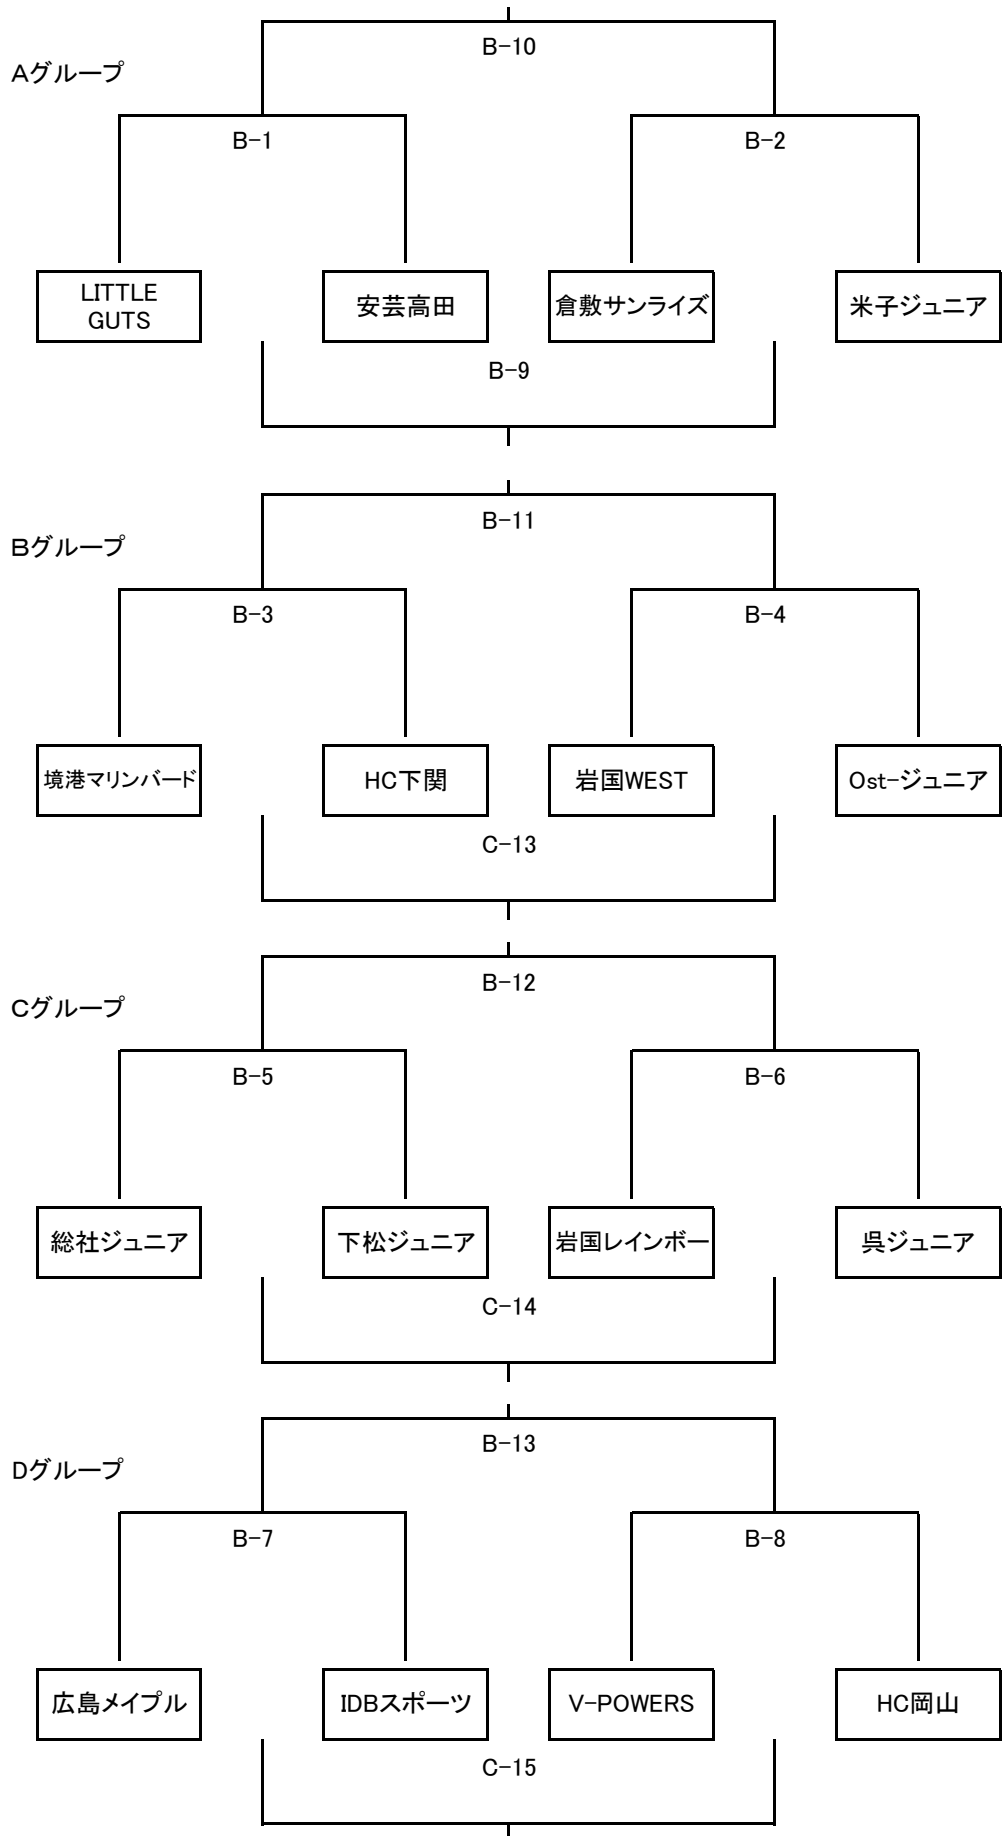 B-10
Aグループ
B-1
B-2
LITTLE
GUTS
安芸高田
倉敷サンライズ
米子ジュニア
B-9
B-11
Bグループ
B-3
B-4
境港マリンバード
HC下関
岩国WEST
Ost-ジュニア
C-13
B-12
Cグループ
B-5
B-6
総社ジュニア
下松ジュニア
岩国レインボー
呉ジュニア
C-14
B-13
Dグループ
B-7
B-8
広島メイプル
IDBスポーツ
V-POWERS
HC岡山
C-15